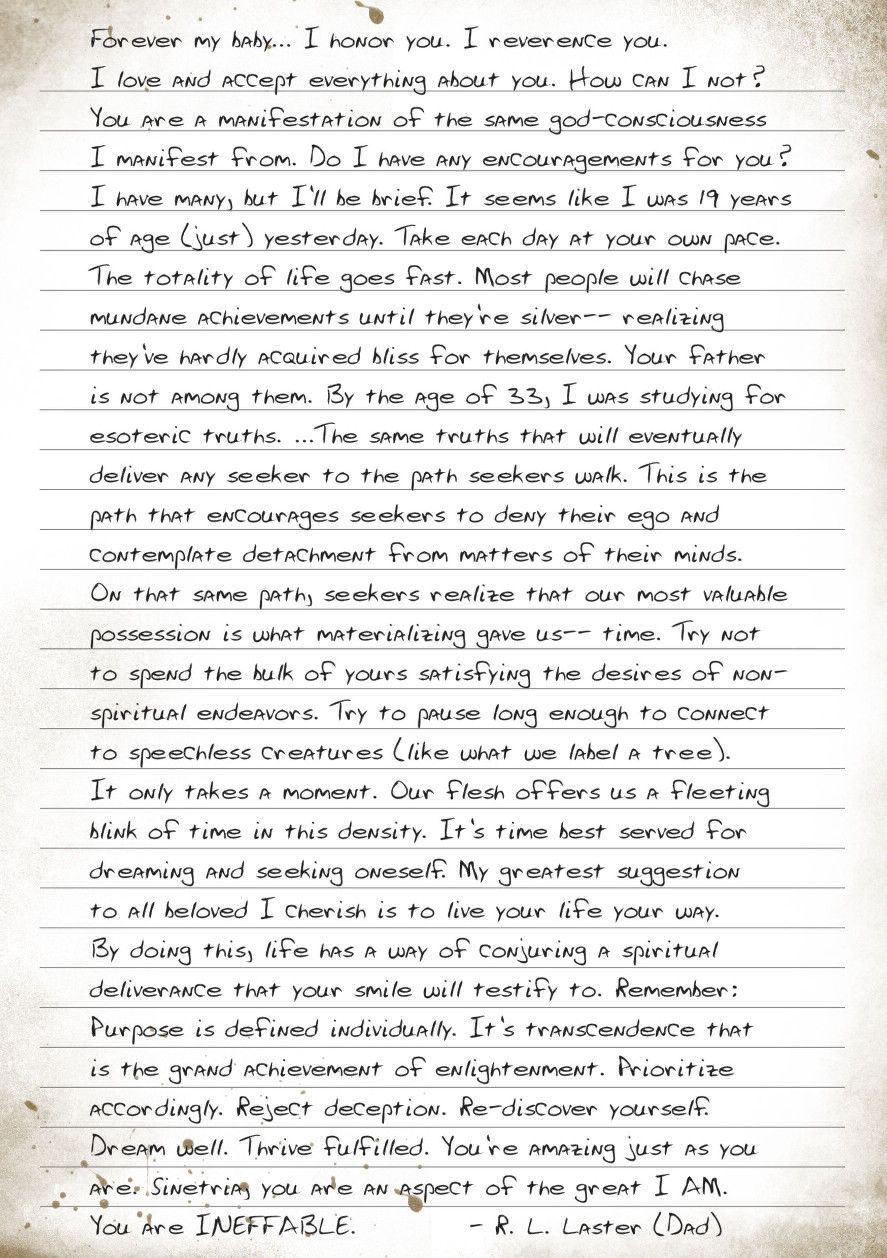 Forever my baby... I honor you. I reverence you.
I love and accept everything about you. How can I not?
You are a manifestation of the same god-consciousness
I manifest from. Do I have any encouragements for you?
I have many, but I'll be brief. It seems like I was 19 years
of age (just) yesterday. Take each day at your own pace.
The totality of life goes fast. Most people will chase
mundane achievements until they're silver-- realizing
they've hardly acquired bliss for themselves. Your father
is not among them. By the age of 33, I was studying for
esoteric truths. ...The same truths that will eventually
deliver any seeker to the path seekers walk. This is the
path that encourages seekers to deny their ego and
contemplate detachment from matters of their minds.
On that same path, seekers realize that our most valuable
possession is what materializing gave us-- time. Try not
to spend the bulk of yours satisfying the desires of non-
spiritual endeavors. Try to pause long enough to connect
to speechless creatures (like what we label a tree).
It only takes a moment. Our flesh offers us a fleeting
blink of time in this density. It's time best served for
dreaming and seeking oneself. My greatest suggestion
to all beloved I cherish is to live your life your way.
By doing this, life has a way of conjuring a spiritual
deliverance that your smile will testify to. Remember:
Purpose is defined individually. It's transcendence that
is the grand achievement of enlightenment. Prioritize
accordingly. Reject deception. Re-discover yourself.
Dream well. Thrive fulfilled. You're amazing just as you
are. Sinetria, you are an aspect of the great I AM.
You are INEFFABLE. - R. L. Laster (Dad)